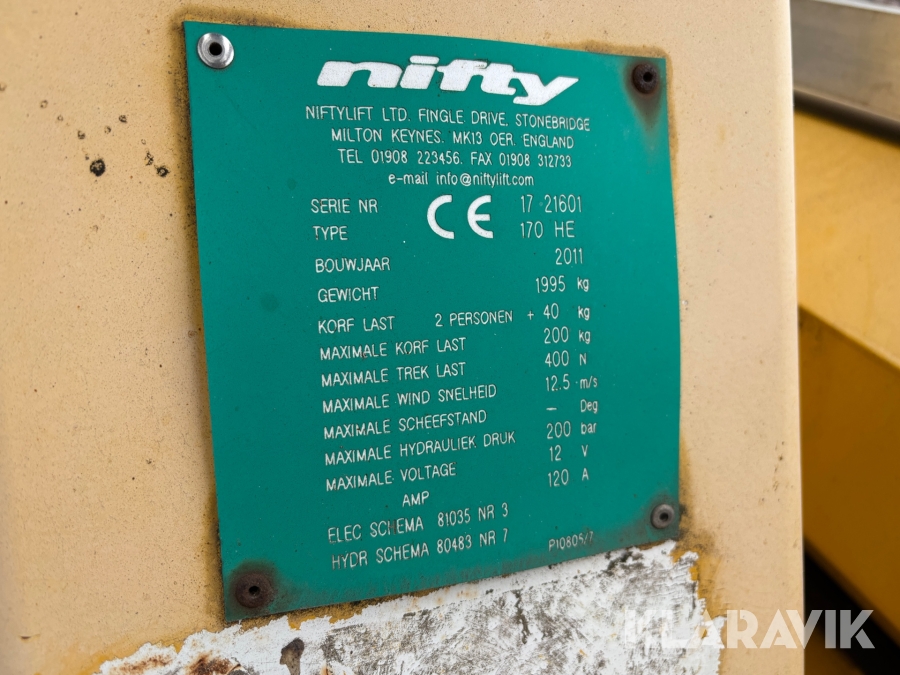 nifty
NIFTYLIFT LTD. FINGLE DRIVE. STONEBRIDGE
MILTON KEYNES. MK13 OER. ENGLAND
TEL 01908 223456. FAX 01908 312733
e-mail info@niftylift.com
SERIE NR CE 17 21601
TYPE 170 HE
BOUWJAAR 2011
GEWICHT 1995 kg
KORF LAST 2 PERSONEN + 40 kg
MAXIMALE KORF LAST 200 kg
MAXIMALE TREK LAST 400 N
MAXIMALE WIND SNELHEID 12.5 m/s
MAXIMALE SCHEEFSTAND – Deg
MAXIMALE HYDRAULIEK DRUK 200 bar
MAXIMALE VOLTAGE 12 V
AMP 120 A
ELEC SCHEMA 81035 NR 3
HYDR SCHEMA 80483 NR 7 P10805/7
KLARAVIK